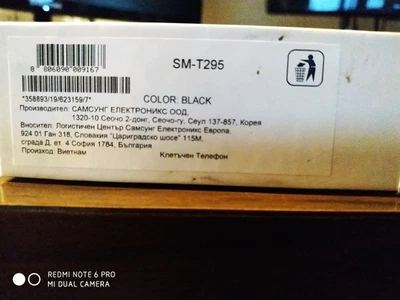 SM-T295
8 806090 009167
*358893/19/623159/7*
COLOR: BLACK
Производител: САМСУНГ ЕЛЕКТРОНИКС ООД,
1320-10 Сеочо 2-донг, Сеочо-гу, Сеул 137-857, Корея
Вносител: Логистичен Център Самсунг Електроникс Европа,
924 01 Ган 318, Словакия "Цариградско шосе" 115М,
сграда Д, ет. 4 София 1784, България
Произход: Виетнам
Клетъчен Телефон
REDMI NOTE 6 PRO
MI DUAL CAMERA